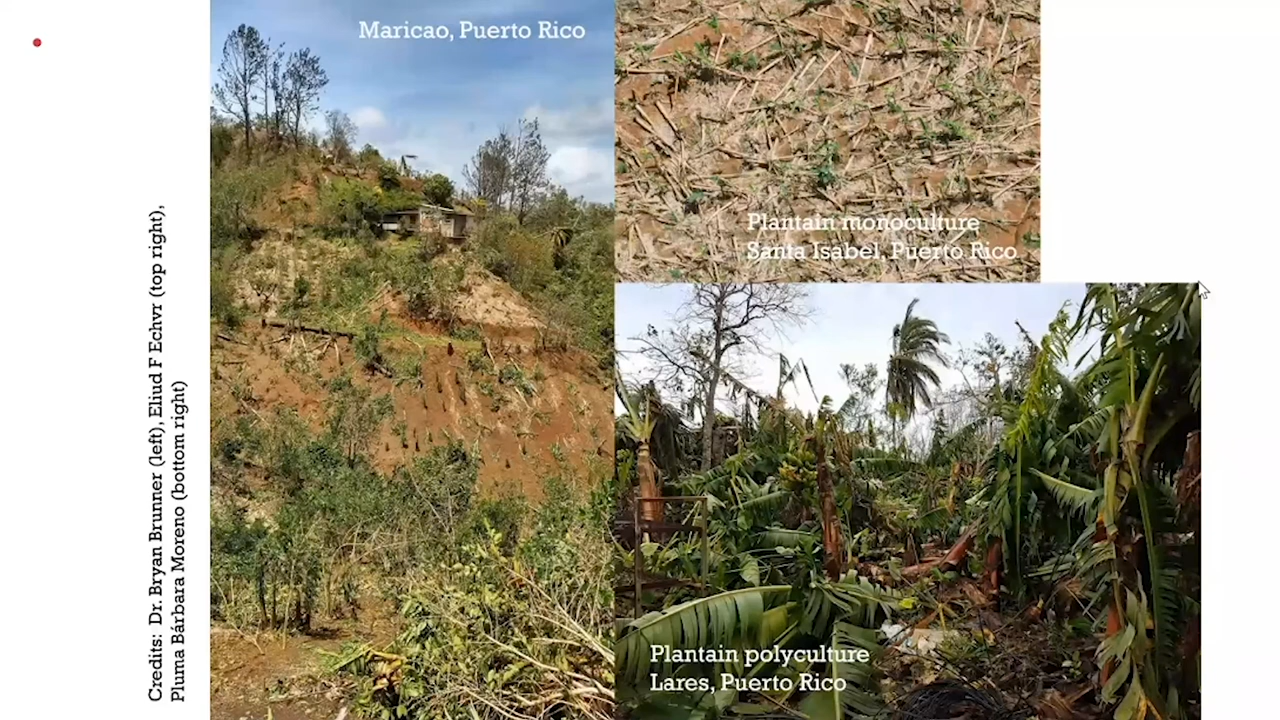 Maricao, Puerto Rico
Plantain monoculture
Santa Isabel, Puerto Rico
Plantain polyculture
Lares, Puerto Rico
Credits: Dr. Bryan Brunner (left), Eliud F Echvr (top right),
Pluma Bárbara Moreno (bottom right)